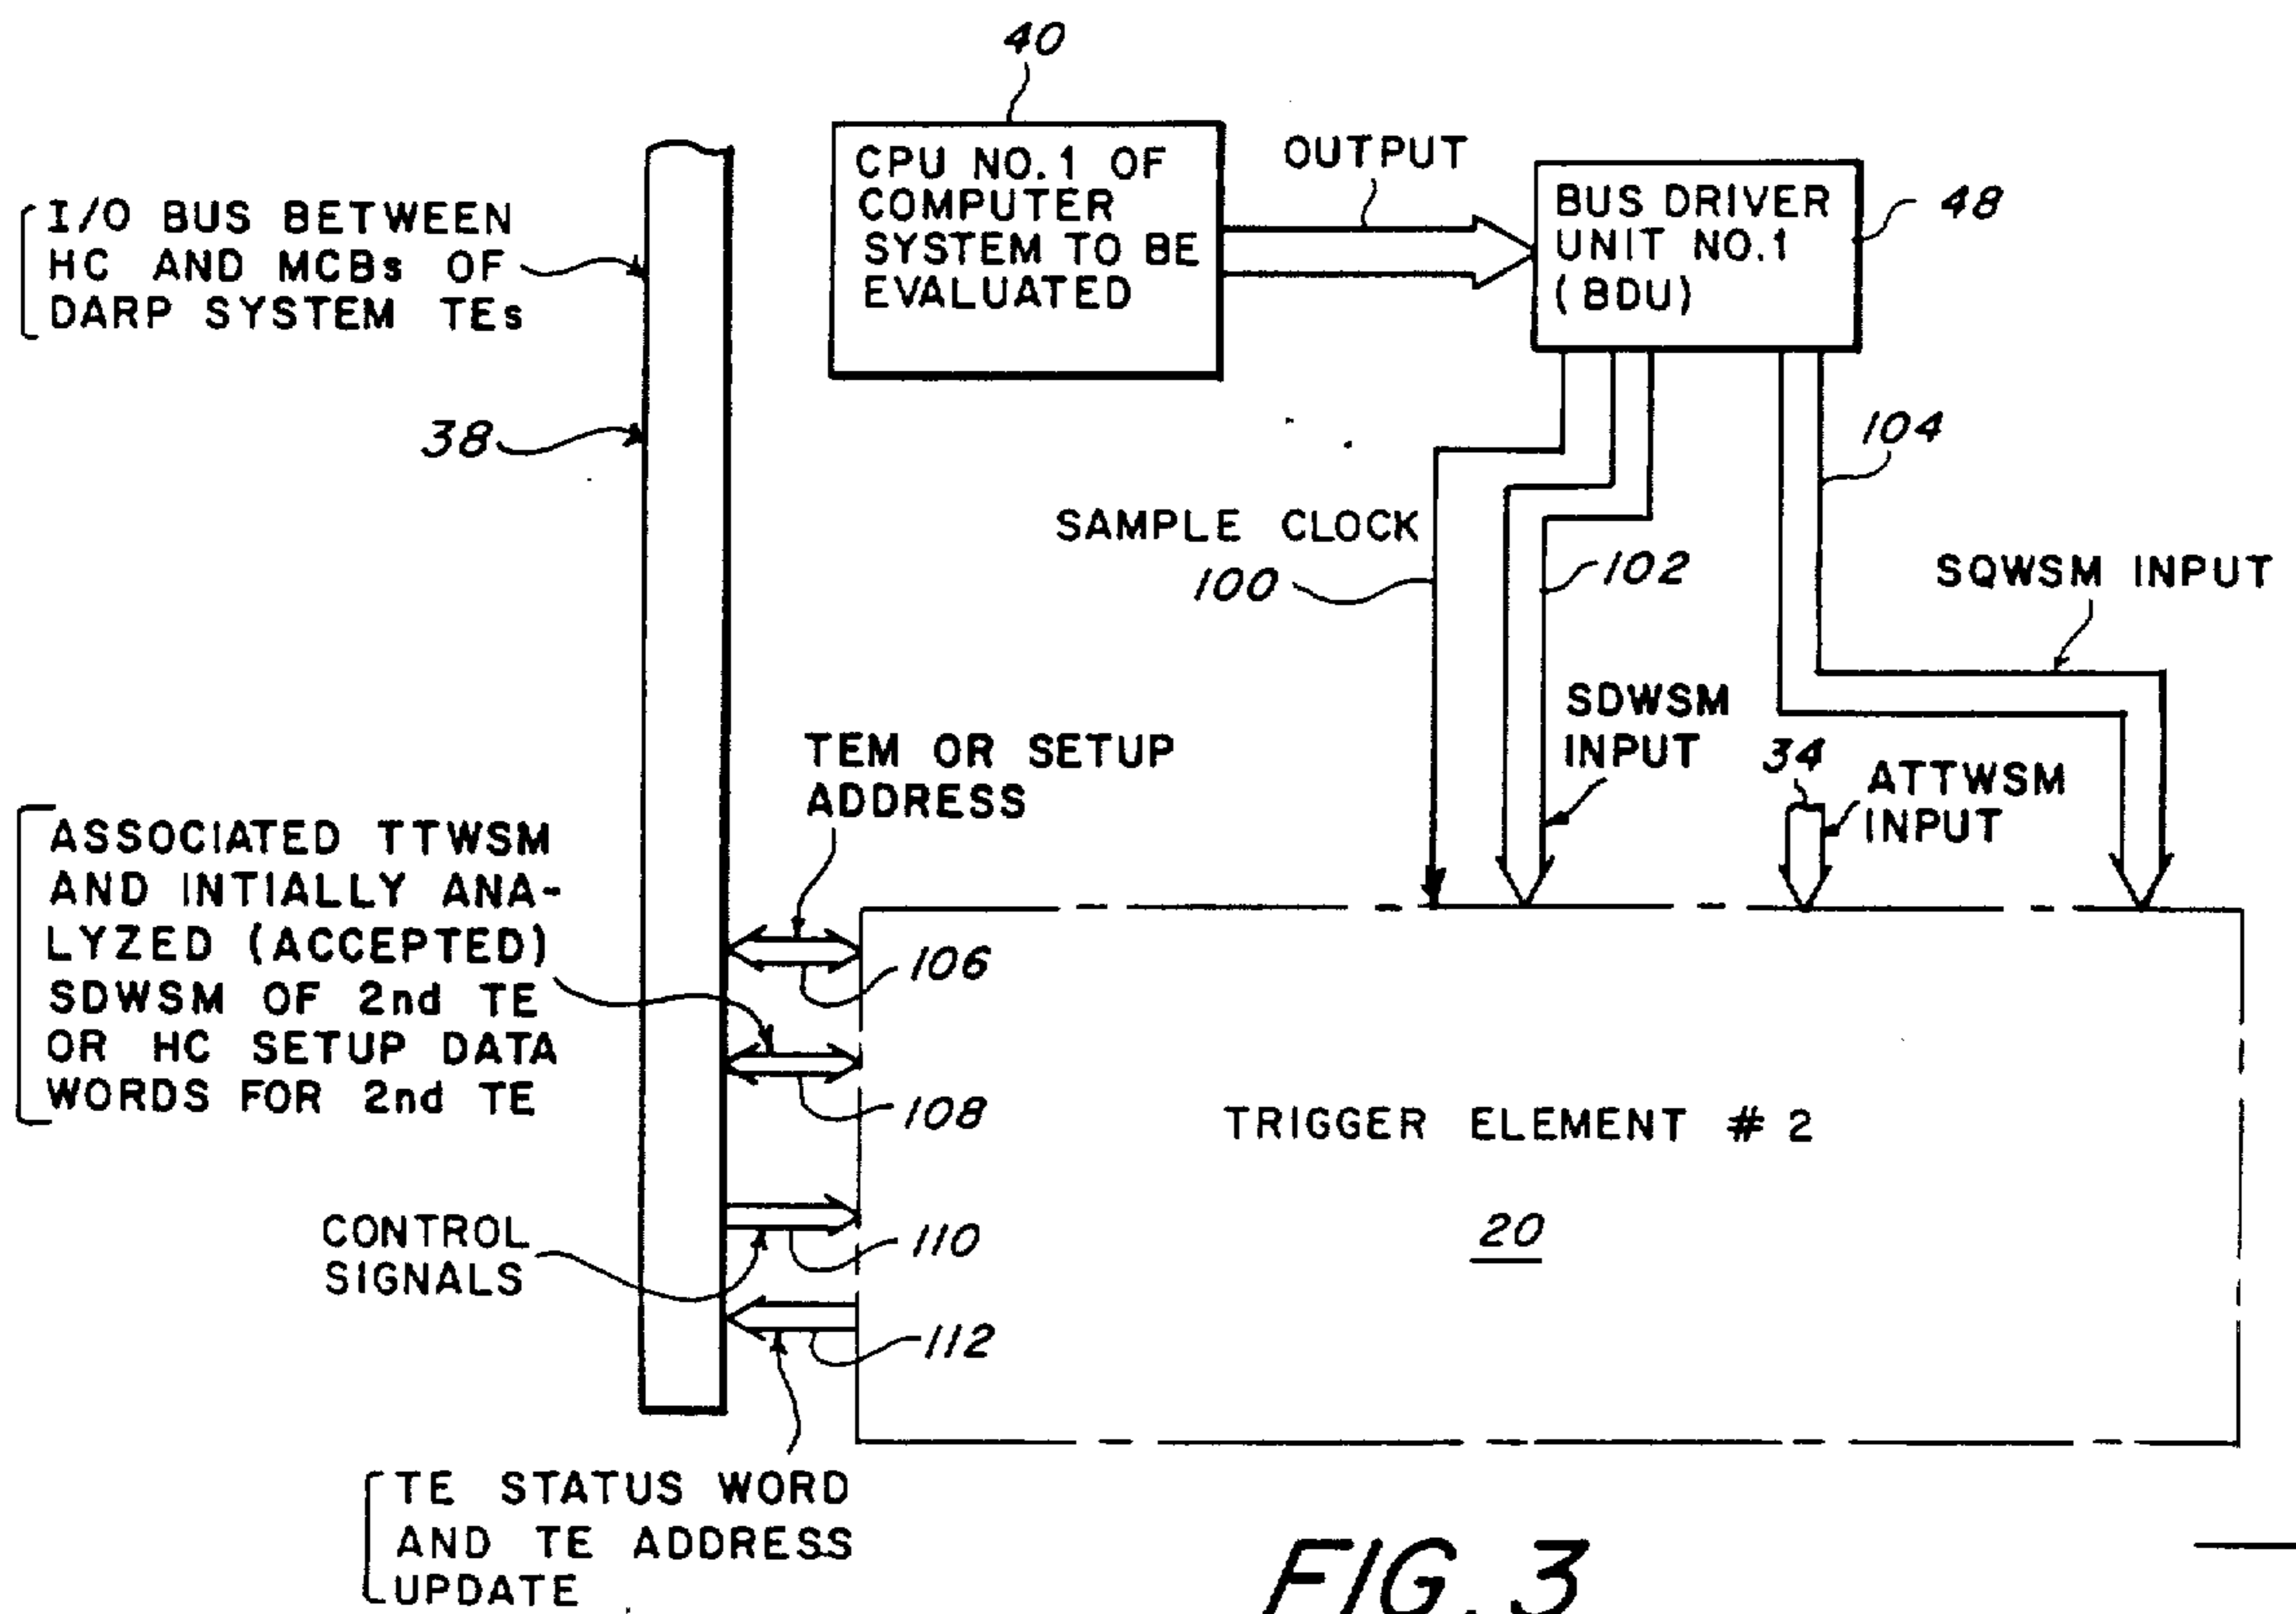 40
CPU NO.1 OF
COMPUTER
SYSTEM TO BE
EVALUATED
OUTPUT
BUS DRIVER
UNIT NO.1
(BDU)
48
I/O BUS BETWEEN
HC AND MCBs OF
DARP SYSTEM TEs
38
104
SAMPLE CLOCK
100
102
SQWSM INPUT
SDWSM
INPUT
34
ATTWSM
INPUT
TEM OR SETUP
ADDRESS
ASSOCIATED TTWSM
AND INTIALLY ANA-
LYZED (ACCEPTED)
SDWSM OF 2nd TE
OR HC SETUP DATA
WORDS FOR 2nd TE
106
108
TRIGGER ELEMENT # 2
20
CONTROL
SIGNALS
110
112
TE STATUS WORD
AND TE ADDRESS
UPDATE
FIG. 3